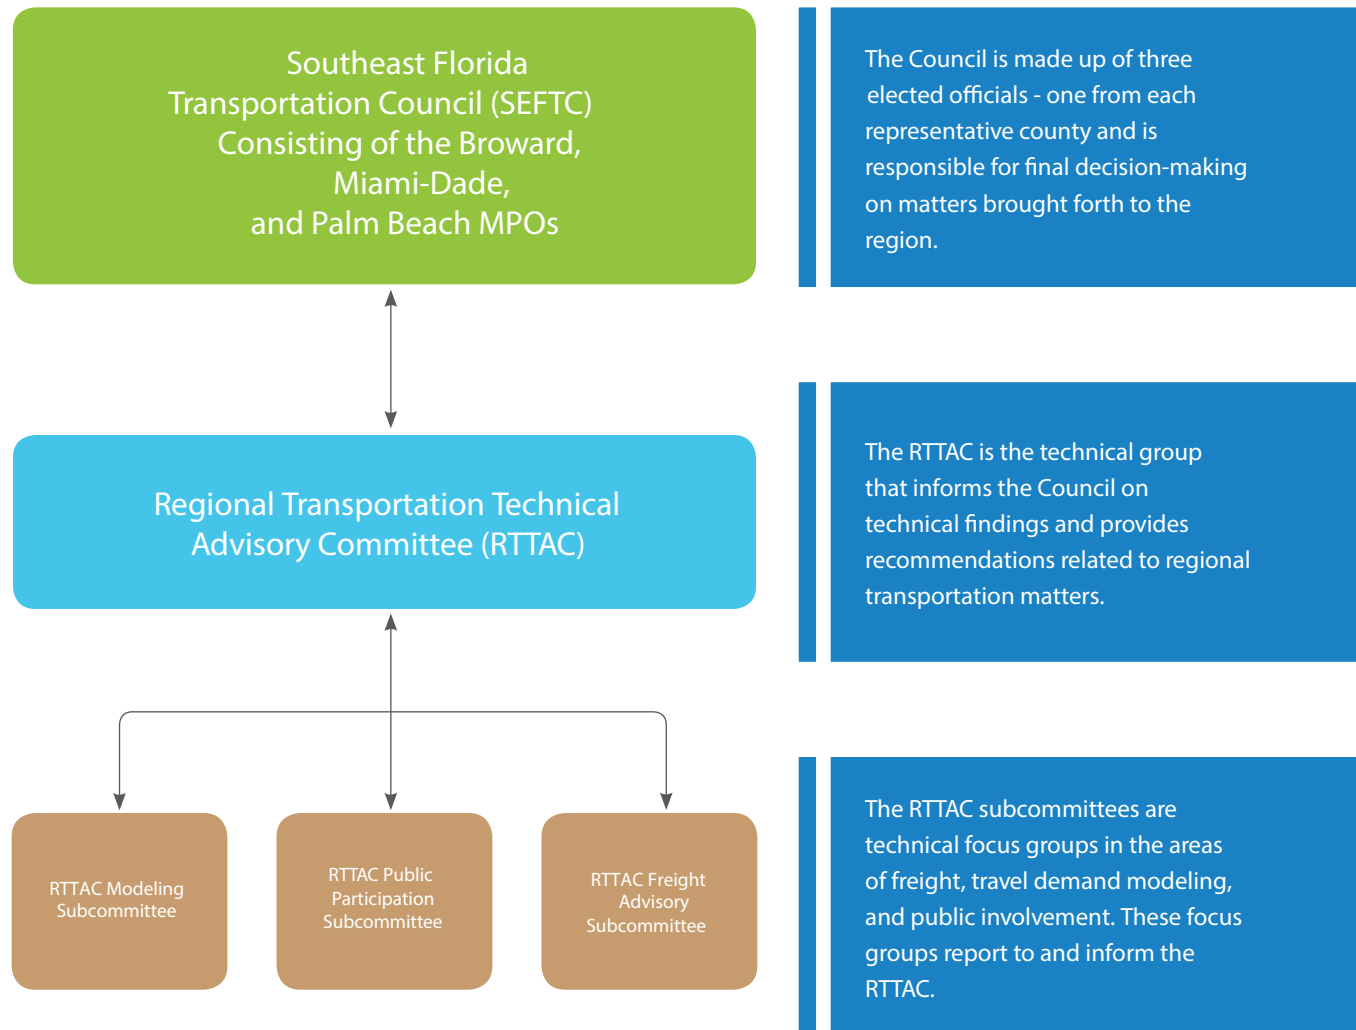 Southeast Florida
Transportation Council (SEFTC)
Consisting of the Broward,
Miami-Dade,
and Palm Beach MPOs
The Council is made up of three
elected officials - one from each
representative county and is
responsible for final decision-making
on matters brought forth to the
region.
Regional Transportation Technical
Advisory Committee (RTTAC)
The RTTAC is the technical group
that informs the Council on
technical findings and provides
recommendations related to regional
transportation matters.
RTTAC Modeling
Subcommittee
RTTAC Public
Participation
Subcommittee
RTTAC Freight
Advisory
Subcommittee
The RTTAC subcommittees are
technical focus groups in the areas
of freight, travel demand modeling,
and public involvement. These focus
groups report to and inform the
RTTAC.